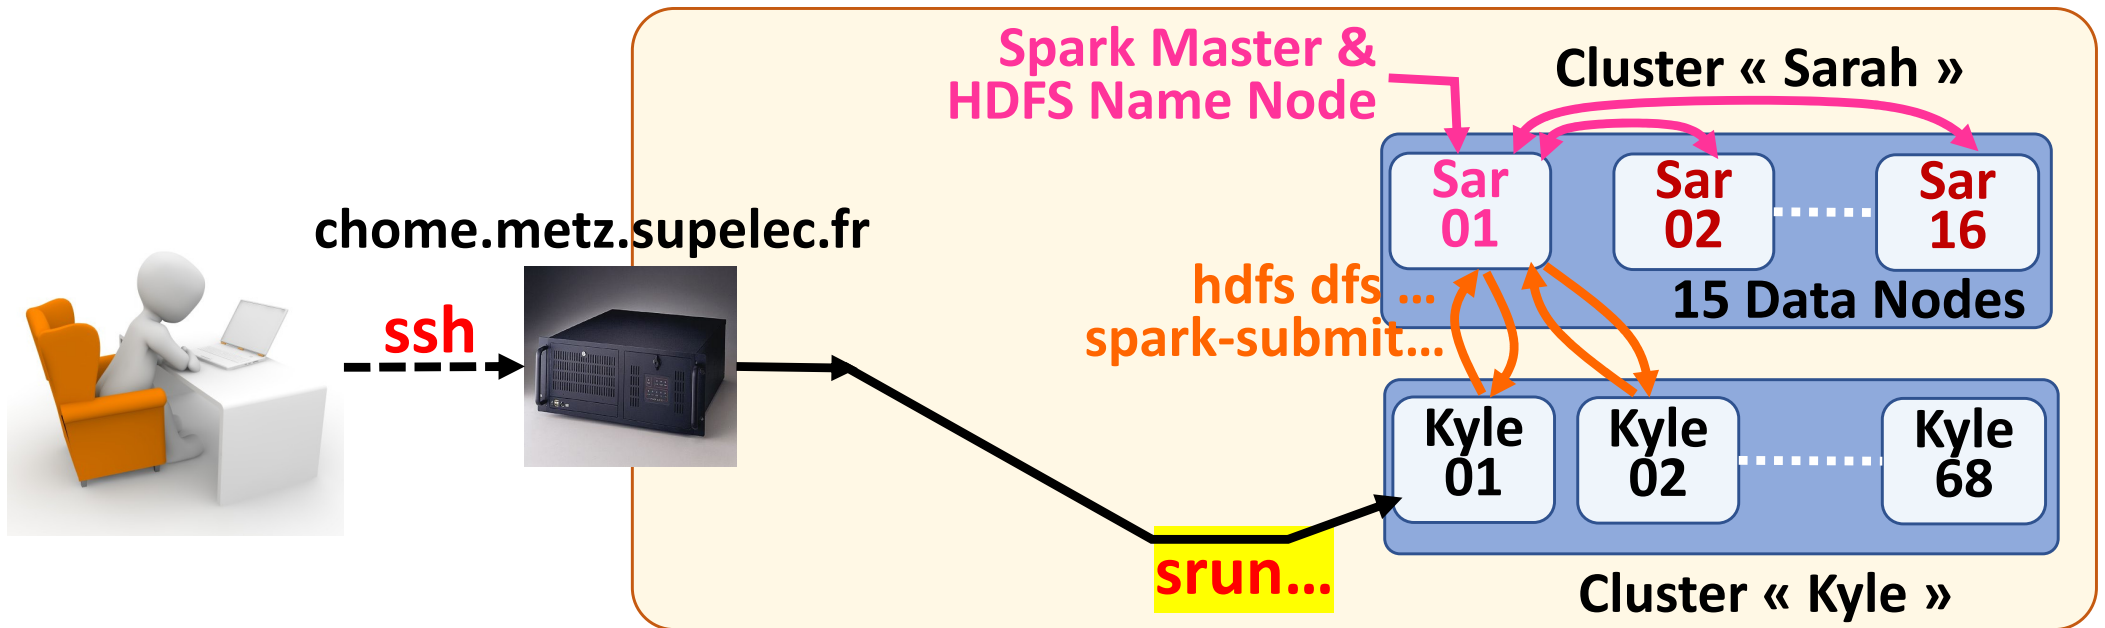 Spark Master &
HDFS Name Node
Cluster « Sarah »
Sar
01
Sar
02
Sar
16
15 Data Nodes
chome.metz.supelec.fr
ssh
hdfs dfs ...
spark-submit...
Kyle
01
Kyle
02
Kyle
68
srun...
Cluster « Kyle »